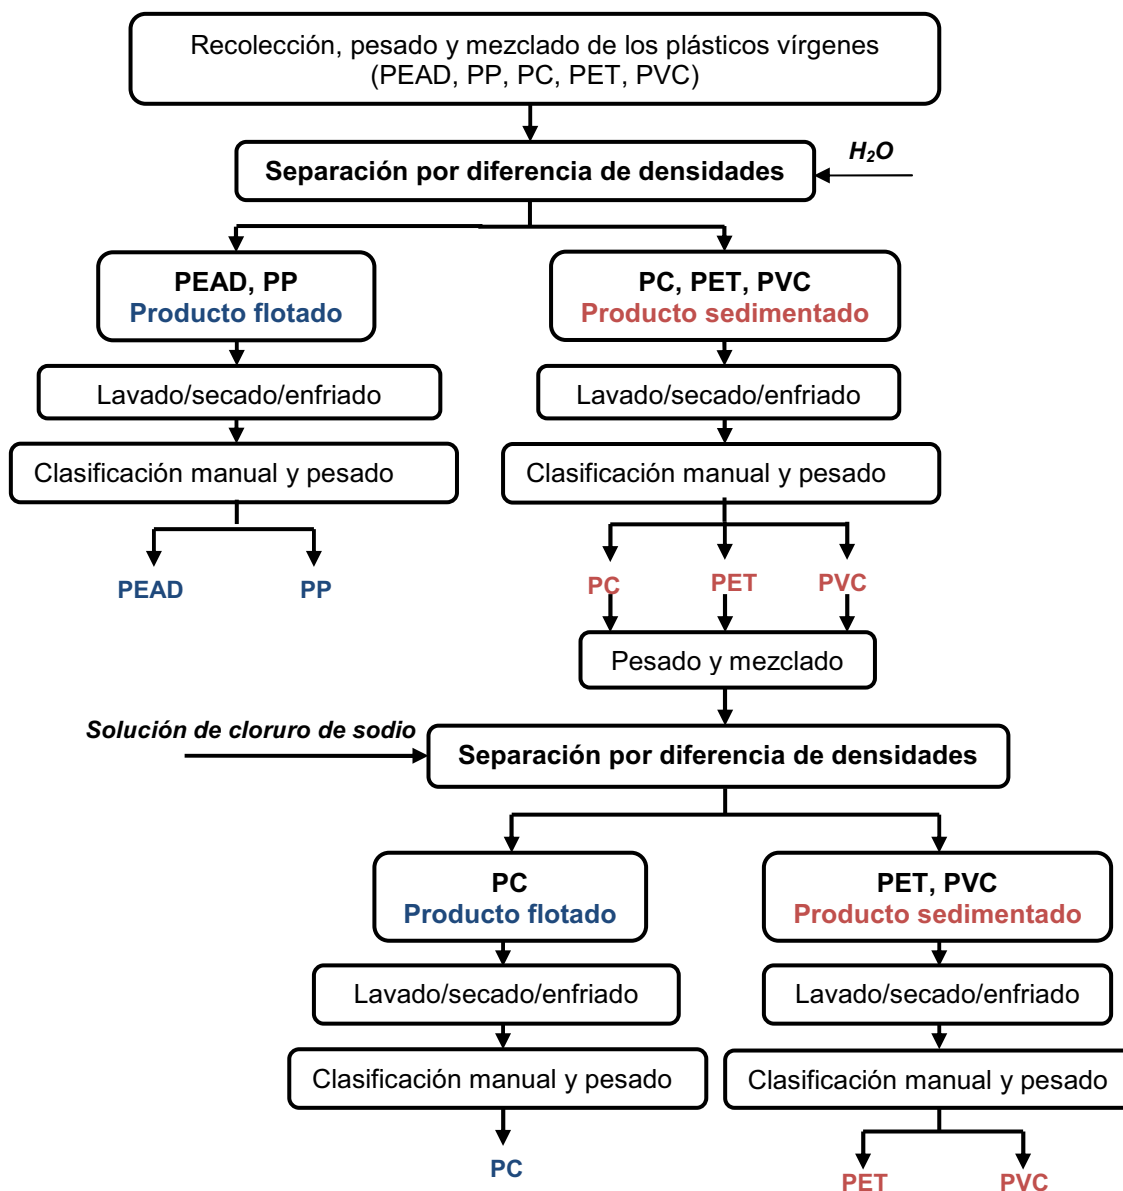 Recolección, pesado y mezclado de los plásticos vírgenes
(PEAD, PP, PC, PET, PVC)
H₂O
Separación por diferencia de densidades
PEAD, PP
Producto flotado
PC, PET, PVC
Producto sedimentado
Lavado/secado/enfriado
Lavado/secado/enfriado
Clasificación manual y pesado
Clasificación manual y pesado
PEAD
PP
PC
PET
PVC
Pesado y mezclado
Solución de cloruro de sodio
Separación por diferencia de densidades
PC
Producto flotado
PET, PVC
Producto sedimentado
Lavado/secado/enfriado
Lavado/secado/enfriado
Clasificación manual y pesado
Clasificación manual y pesado
PC
PET
PVC